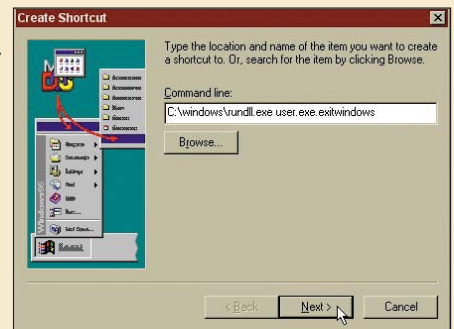 Create Shortcut
Type the location and name of the item you want to create
a shortcut to. Or, search for the item by clicking Browse.
Command line:
C:\windows\rundll.exe user.exe.exitwindows
Browse...
< Back
Next >
Cancel